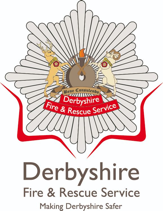 Derbyshire
Fire & Rescue Service
Derbyshire
Fire & Rescue Service
Making Derbyshire Safer